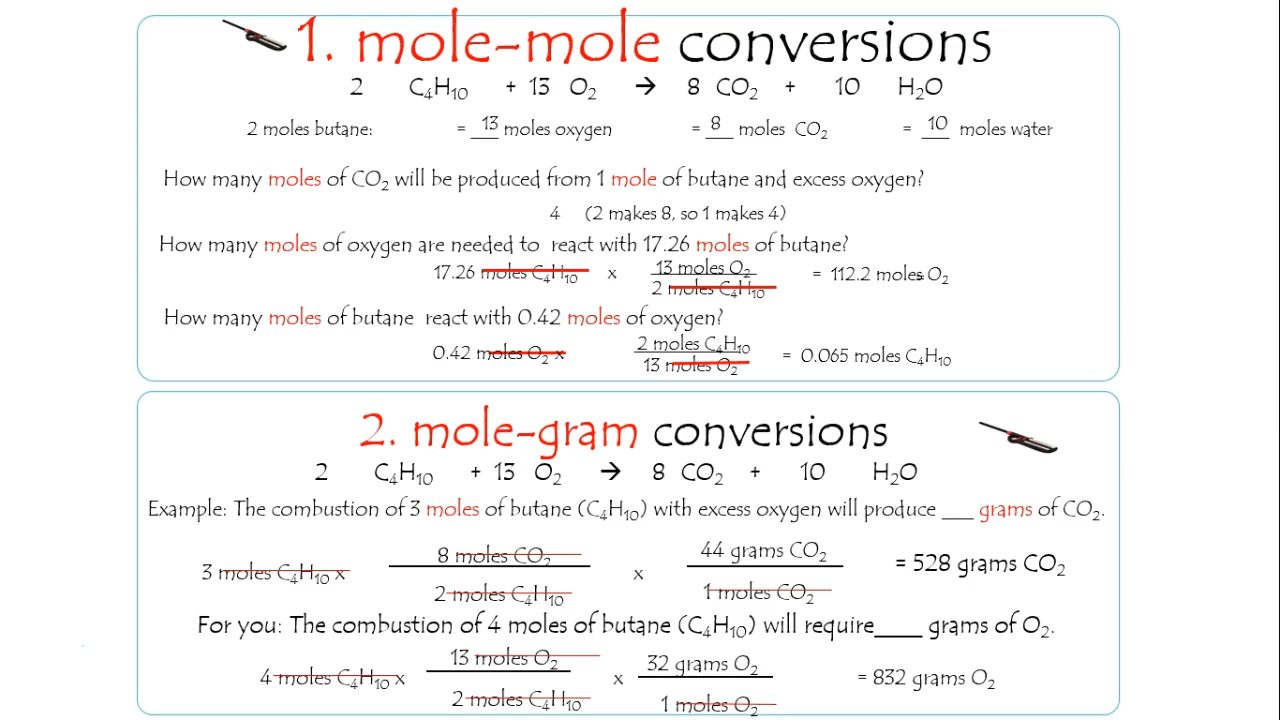 1. mole-mole conversions
2 C₄H₁₀ + 13 O₂ → 8 CO₂ + 10 H₂O
2 moles butane: = 13 moles oxygen = 8 moles CO₂ = 10 moles water
How many moles of CO₂ will be produced from 1 mole of butane and excess oxygen?
4 (2 makes 8, so 1 makes 4)
How many moles of oxygen are needed to react with 17.26 moles of butane?
17.26 moles C₄H₁₀ x 13 moles O₂ = 112.2 moles O₂
2 moles C₄H₁₀
How many moles of butane react with 0.42 moles of oxygen?
0.42 moles O₂ x 2 moles C₄H₁₀ = 0.065 moles C₄H₁₀
13 moles O₂
2. mole-gram conversions
2 C₄H₁₀ + 13 O₂ → 8 CO₂ + 10 H₂O
Example: The combustion of 3 moles of butane (C₄H₁₀) with excess oxygen will produce ___ grams of CO₂.
3 moles C₄H₁₀ x 8 moles CO₂ x 44 grams CO₂ = 528 grams CO₂
2 moles C₄H₁₀ 1 moles CO₂
For you: The combustion of 4 moles of butane (C₄H₁₀) will require____ grams of O₂.
4 moles C₄H₁₀ x 13 moles O₂ x 32 grams O₂ = 832 grams O₂
2 moles C₄H₁₀ 1 moles O₂